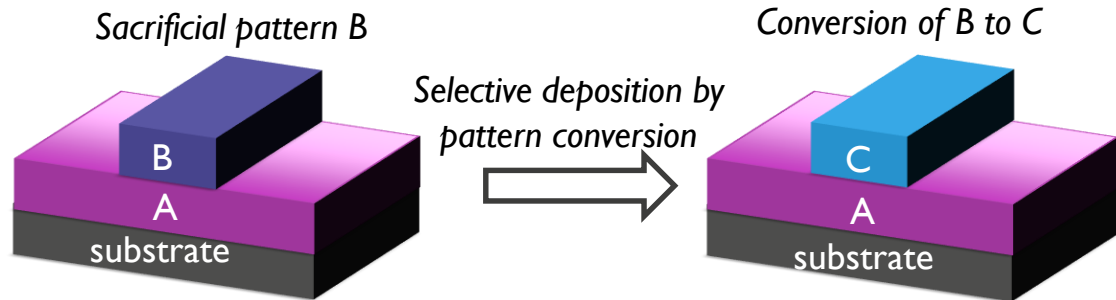 Sacrificial pattern B
B
A
substrate
Selective deposition by
pattern conversion
Conversion of B to C
C
A
substrate